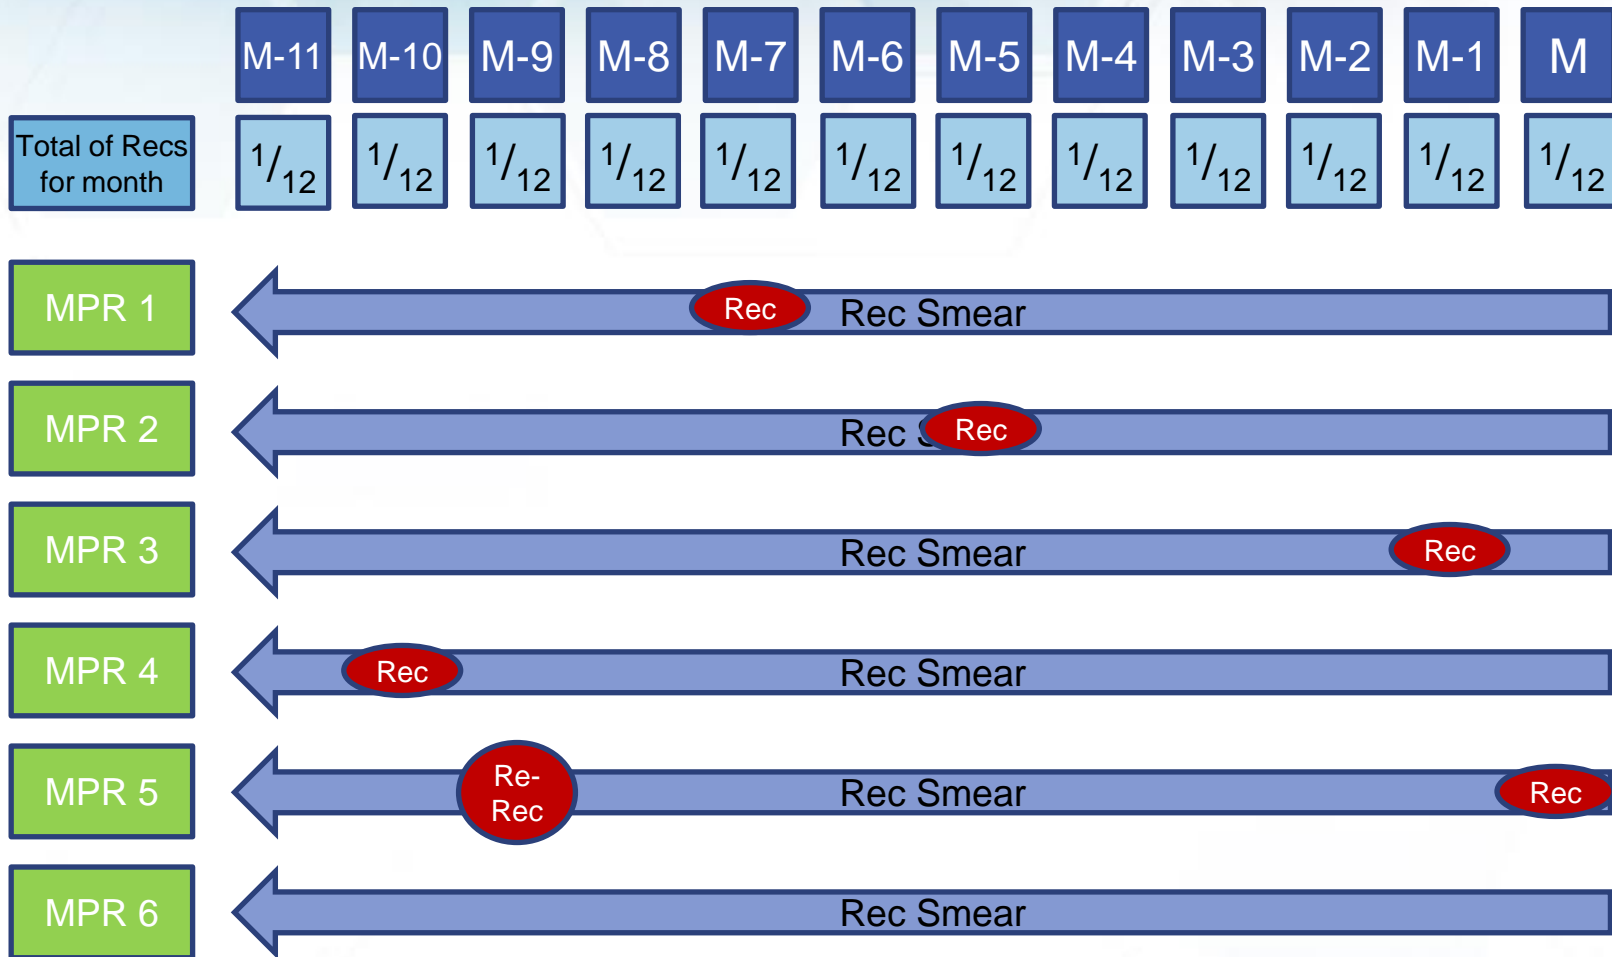 M-11 M-10 M-9 M-8 M-7 M-6 M-5 M-4 M-3 M-2 M-1 M
Total of Recs
for month
1/12 1/12 1/12 1/12 1/12 1/12 1/12 1/12 1/12 1/12 1/12 1/12
MPR 1 Rec Rec Smear
MPR 2 Rec S Rec
MPR 3 Rec Smear Rec
MPR 4 Rec Rec Smear
MPR 5 Re-
Rec Rec Smear Rec
MPR 6 Rec Smear